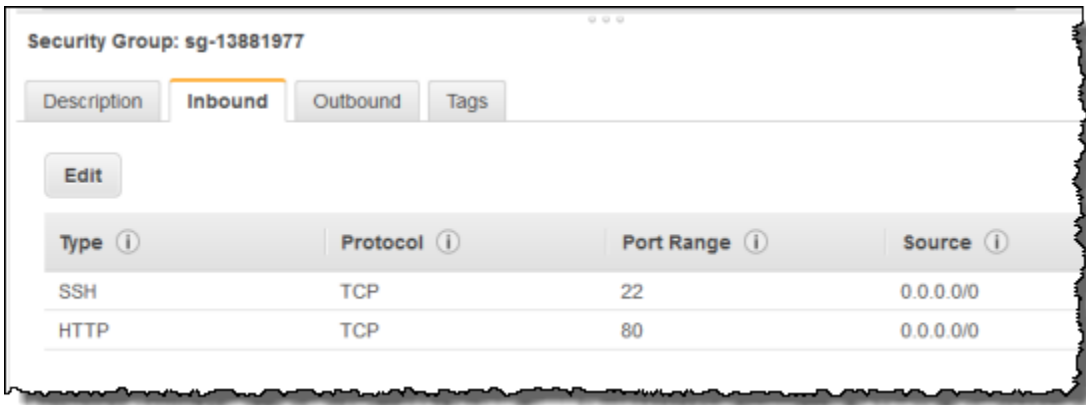 Security Group: sg-13881977
Description Inbound Outbound Tags
Edit
Type Protocol Port Range Source
SSH TCP 22 0.0.0.0/0
HTTP TCP 80 0.0.0.0/0